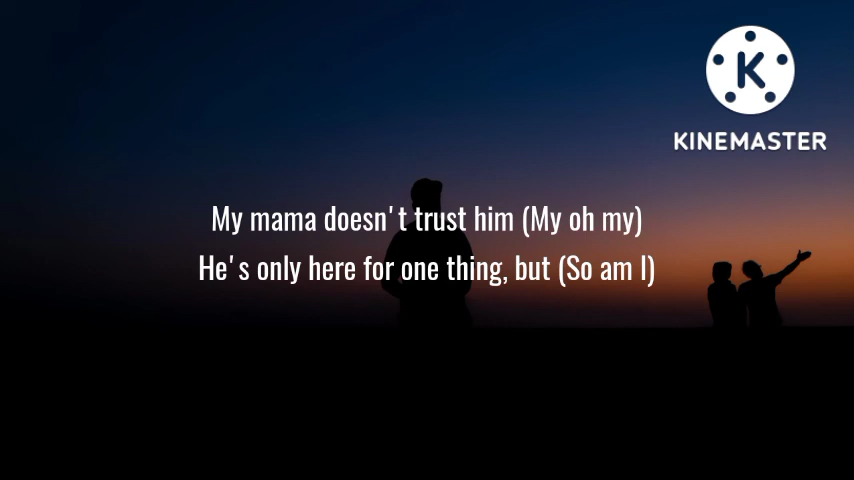 K
KINEMASTER
My mama doesn't trust him (My oh my)
He's only here for one thing, but (So am I)